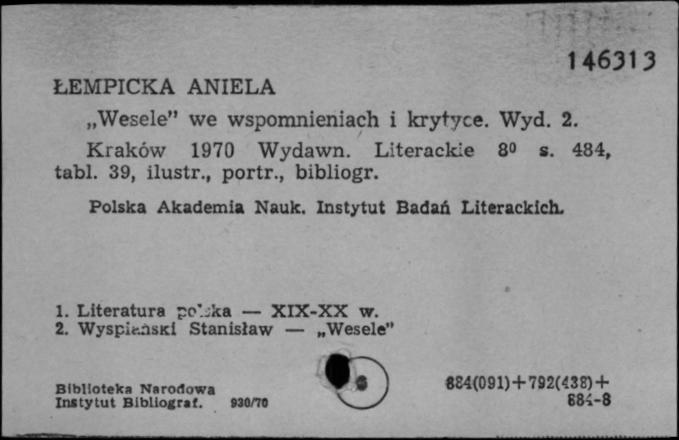 146313
ŁEMPICKA ANIELA
„Wesele” we wspomnieniach i krytyce. Wyd. 2.
Kraków 1970 Wydawn. Literackie 8⁰ s. 484,
tabl. 39, ilustr., portr., bibliogr.
Polska Akademia Nauk. Instytut Badań Literackich.
1. Literatura polska — XIX-XX w.
2. Wyspiański Stanisław — „Wesele”
Biblioteka Narodowa
Instytut Bibliograf. 930/70
6
884(091)+792(438)+
884-8